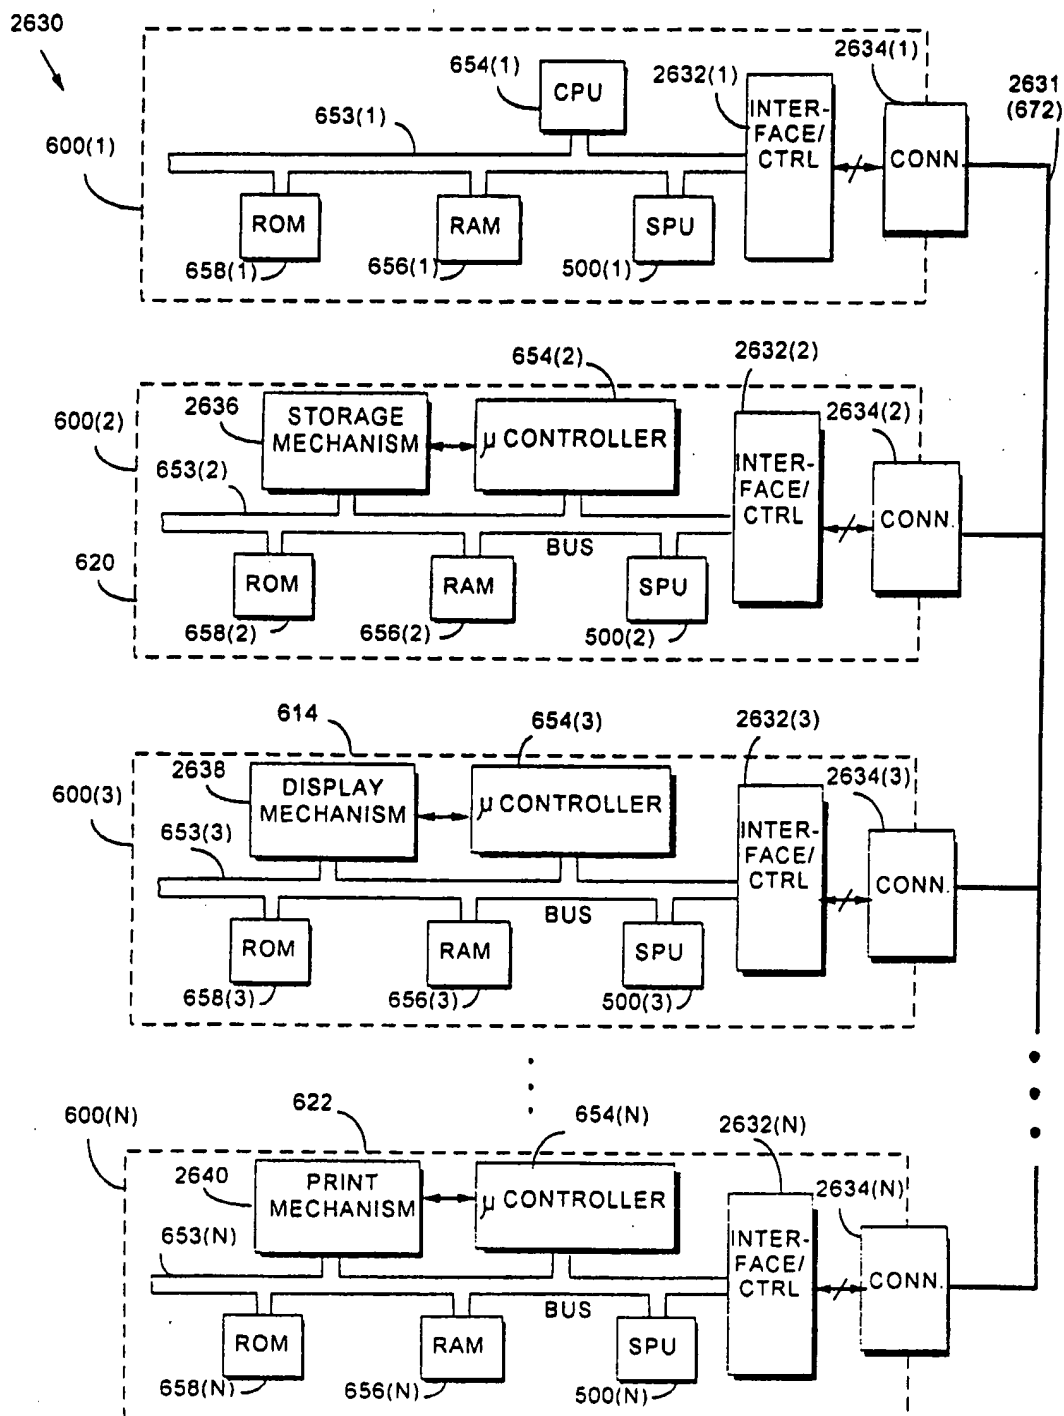 2630
654(1)
2632(1)
2634(1)
2631
(672)
CPU
INTER-
FACE/
CTRL
653(1)
600(1)
CONN.
ROM
RAM
SPU
658(1)
656(1)
500(1)
654(2)
2632(2)
600(2)
2636
STORAGE
MECHANISM
μ CONTROLLER
2634(2)
653(2)
INTER-
FACE/
CTRL
CONN.
BUS
620
ROM
RAM
SPU
658(2)
656(2)
500(2)
614
654(3)
2632(3)
600(3)
2638
DISPLAY
MECHANISM
μ CONTROLLER
2634(3)
653(3)
INTER-
FACE/
CTRL
CONN.
BUS
ROM
RAM
SPU
658(3)
656(3)
500(3)
600(N)
622
654(N)
2632(N)
2640
PRINT
MECHANISM
μ CONTROLLER
2634(N)
653(N)
INTER-
FACE/
CTRL
CONN.
BUS
ROM
RAM
SPU
658(N)
656(N)
500(N)